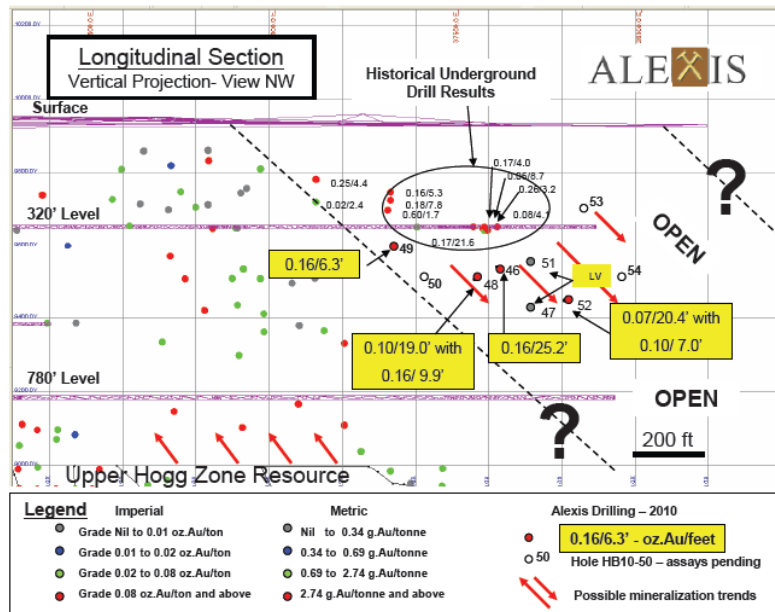 Longitudinal Section
Vertical Projection- View NW
Historical Underground
Drill Results
ALEXIS
Surface
0.17/4.0
0.06/8.7
0.26/3.2
0.25/4.4
0.02/2.4
0.16/5.3
0.18/7.8
0.60/1.7
0.08/4.1
0.17/21.6
320' Level
?
OPEN
53
49
50
48
46
51
LV
54
47
52
0.16/6.3'
0.10/19.0' with
0.16/ 9.9'
0.16/25.2'
0.07/20.4' with
0.10/ 7.0'
780' Level
OPEN
?
200 ft
Upper Hogg Zone Resource
Legend Imperial Metric Alexis Drilling – 2010
Grade Nil to 0.01 oz.Au/ton Nil to 0.34 g.Au/tonne 0.16/6.3' - oz.Au/feet
Grade 0.01 to 0.02 oz.Au/ton 0.34 to 0.69 g.Au/tonne 50 Hole HB10-50 – assays pending
Grade 0.02 to 0.08 oz.Au/ton 0.69 to 2.74 g.Au/tonne
Grade 0.08 oz.Au/ton and above 2.74 g.Au/tonne and above Possible mineralization trends